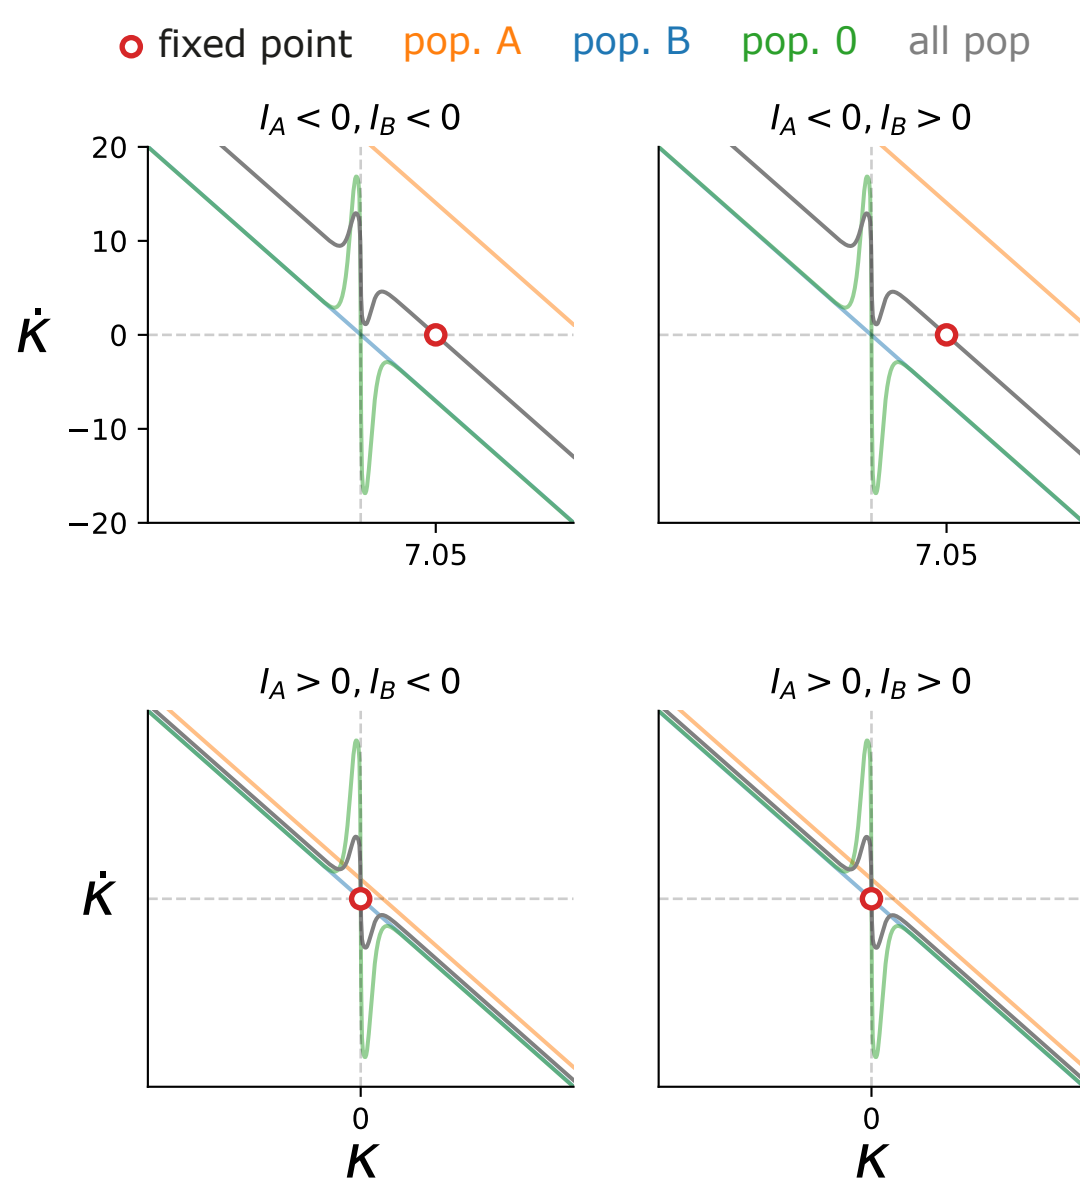 fixed point pop. A pop. B pop. 0 all pop
I_A < 0, I_B < 0 I_A < 0, I_B > 0
20
10
κ̇ 0
−10
−20
7.05 7.05
I_A > 0, I_B < 0 I_A > 0, I_B > 0
κ̇
0 0
κ κ